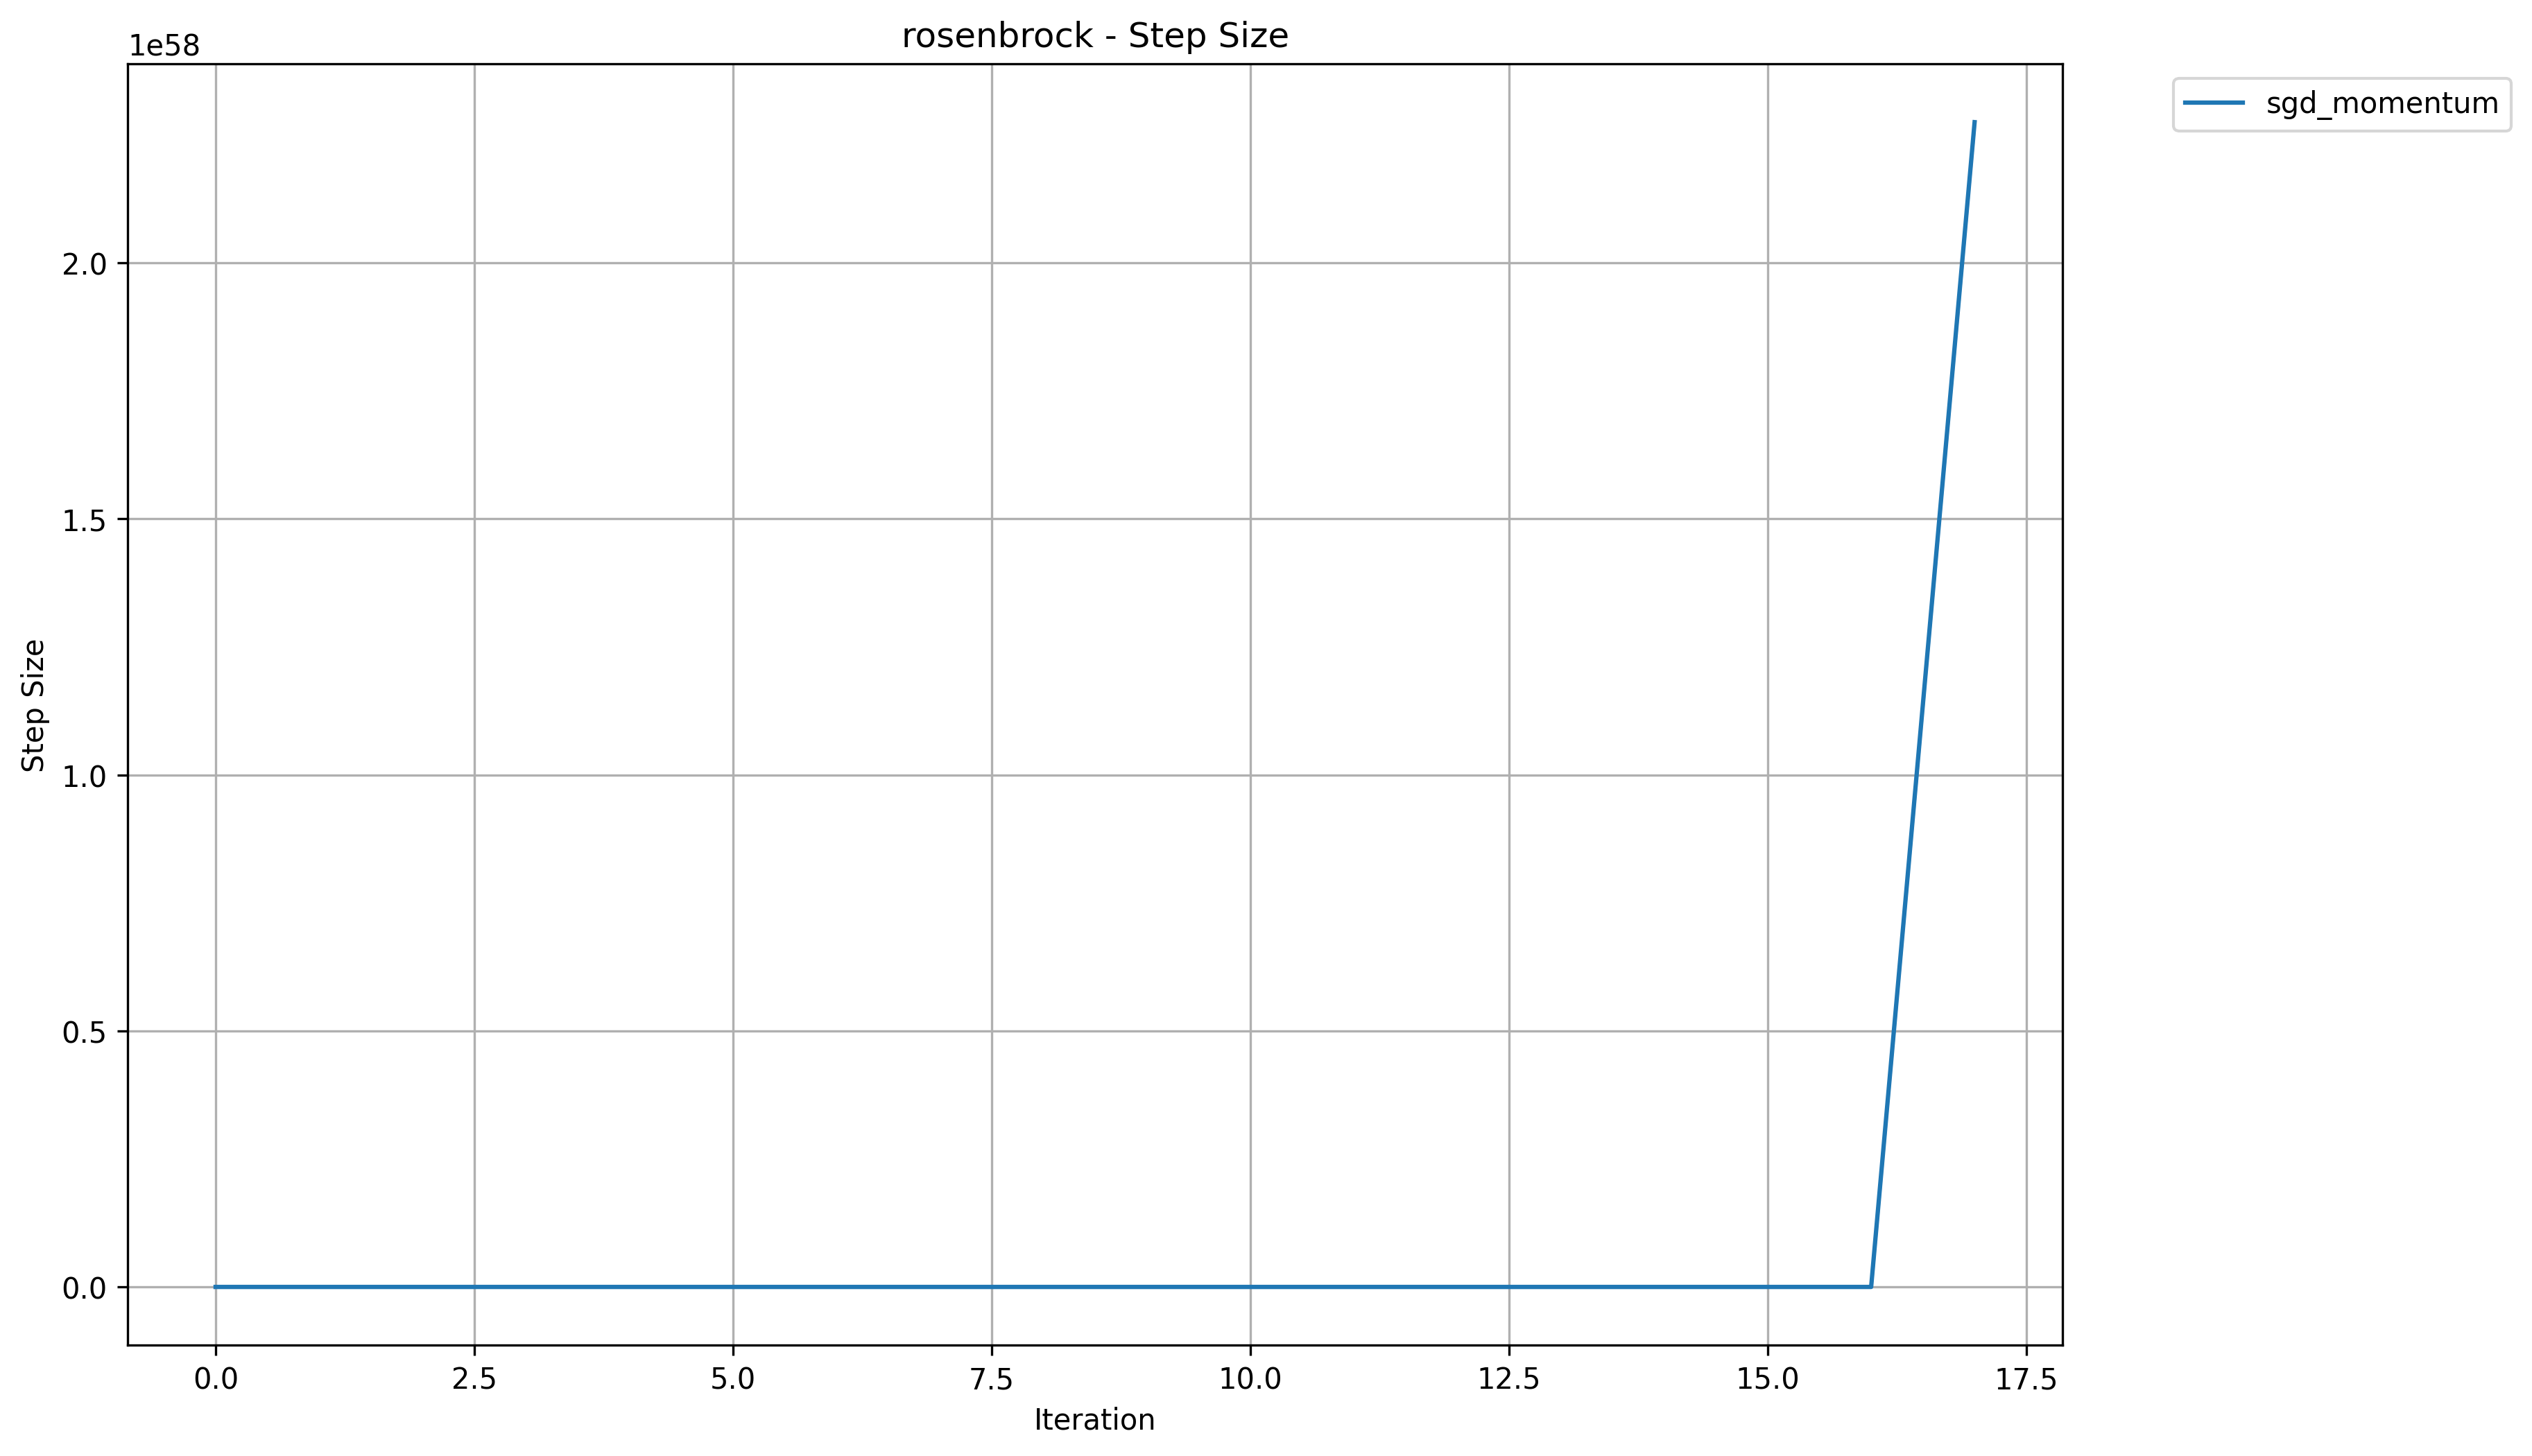 rosenbrock - Step Size
1e58
sgd_momentum
2.0
1.5
1.0
0.5
0.0
Step Size
0.0 2.5 5.0 7.5 10.0 12.5 15.0 17.5
Iteration